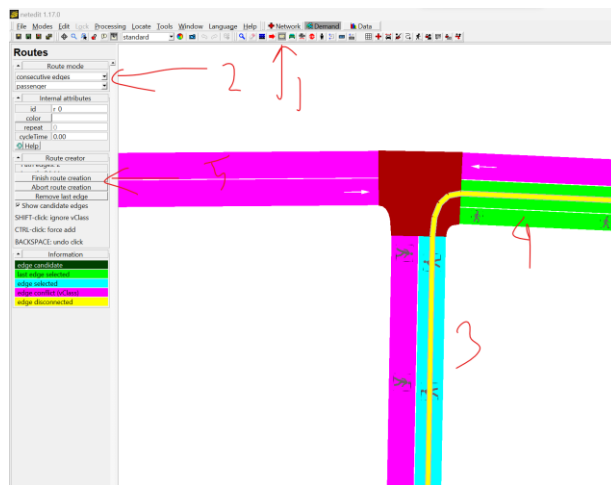 netedit 1.17.0
File Modes Edit Lock Processing Locate Tools Window Language Help Network Demand Data
standard
Routes
Route mode
consecutive edges
passenger
Internal attributes
id r_0
color
repeat 0
cycleTime 0.00
Help
Route creator
Finish route creation
Abort route creation
Remove last edge
Show candidate edges
SHIFT-click: ignore vClass
CTRL-click: force add
BACKSPACE: undo click
Information
edge candidate
last edge selected
edge selected
edge conflict (vClass)
edge disconnected
1
2
5
4
3